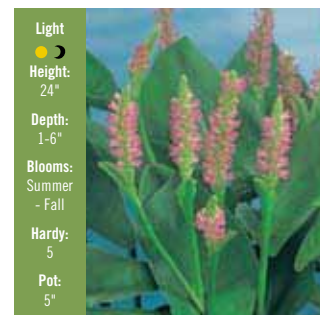 Light
Height:
24"
Depth:
1-6"
Blooms:
Summer
- Fall
Hardy:
5
Pot:
5"